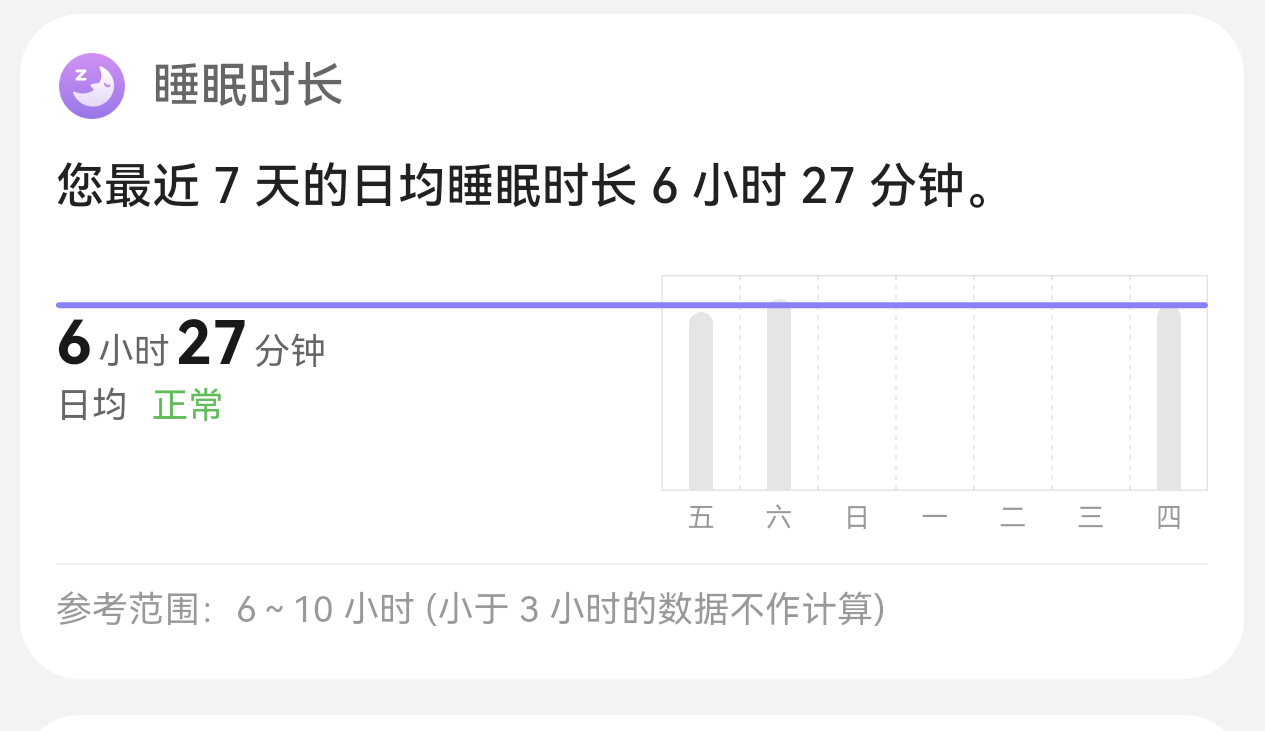 z
睡眠时长
您最近 7 天的日均睡眠时长 6 小时 27 分钟。
6 小时 27 分钟
日均 正常
五 六 日 一 二 三 四
参考范围：6 ~ 10 小时 (小于 3 小时的数据不作计算)